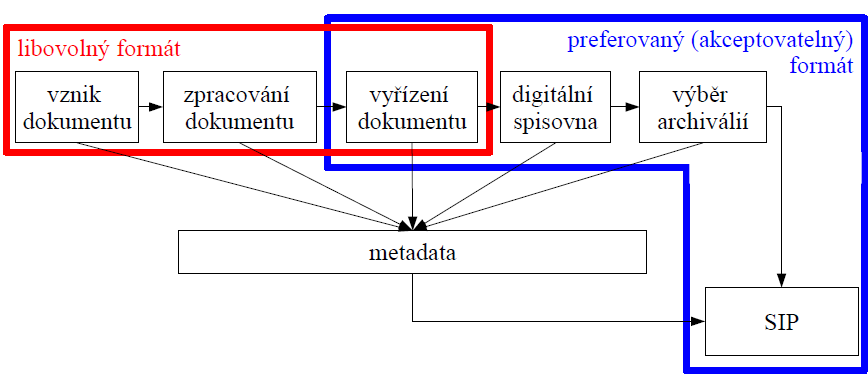 libovolný formát
preferovaný (akceptovatelný)
formát
vznik
dokumentu
zpracování
dokumentu
vyřízení
dokumentu
digitální
spisovna
výběr
archiválií
metadata
SIP